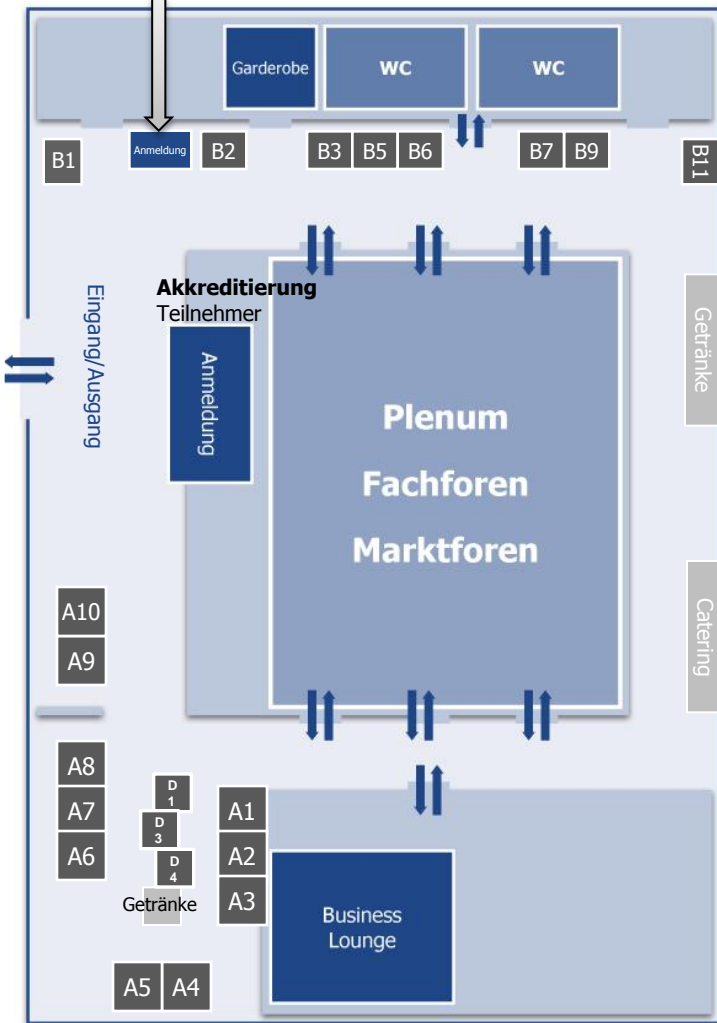 Garderobe
WC
WC
B1
Anmeldung
B2
B3
B5
B6
B7
B9
B11
Eingang/Ausgang
Akkreditierung
Teilnehmer
Anmeldung
Getränke
Plenum
Fachforen
Marktforen
Catering
A10
A9
A8
A7
A6
D
1
D
3
D
4
Getränke
A1
A2
A3
Business
Lounge
A5
A4